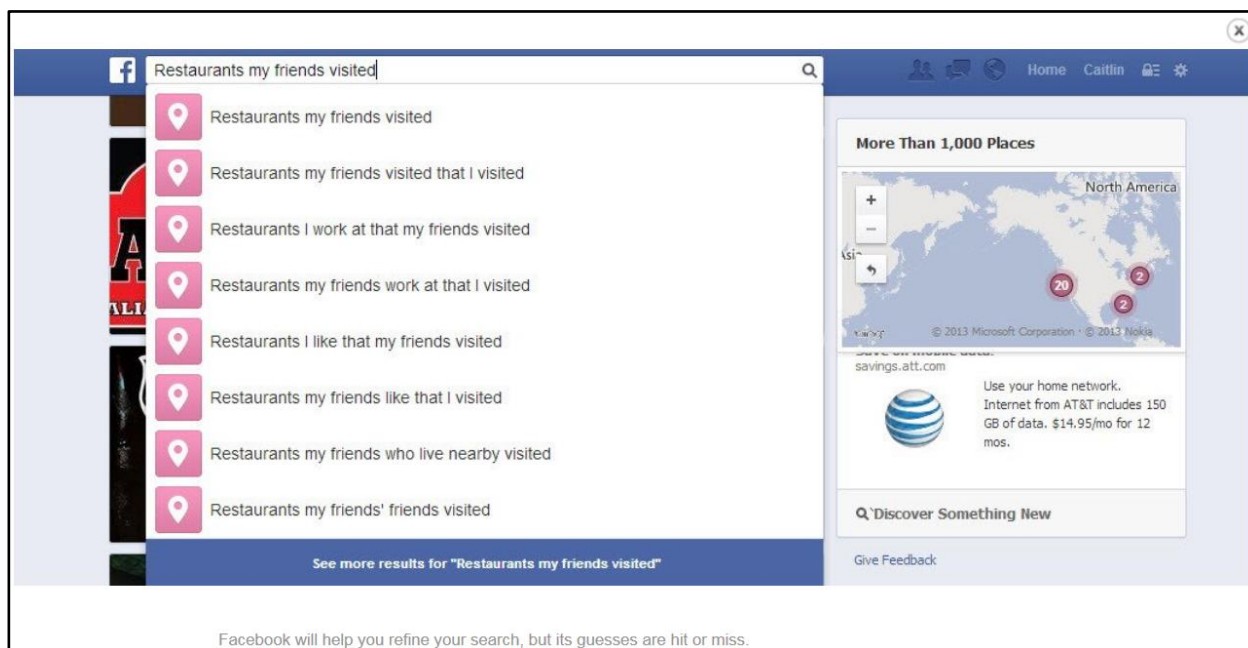 Restaurants my friends visited
Home Caitlin
Restaurants my friends visited
Restaurants my friends visited that I visited
Restaurants I work at that my friends visited
Restaurants my friends work at that I visited
Restaurants I like that my friends visited
Restaurants my friends like that I visited
Restaurants my friends who live nearby visited
Restaurants my friends' friends visited
See more results for "Restaurants my friends visited"
More Than 1,000 Places
North America
20
2
2
© 2013 Microsoft Corporation · © 2013 Nokia
Save on mobile data.
savings.att.com
Use your home network.
Internet from AT&T includes 150
GB of data. $14.95/mo for 12
mos.
Discover Something New
Give Feedback
Facebook will help you refine your search, but its guesses are hit or miss.